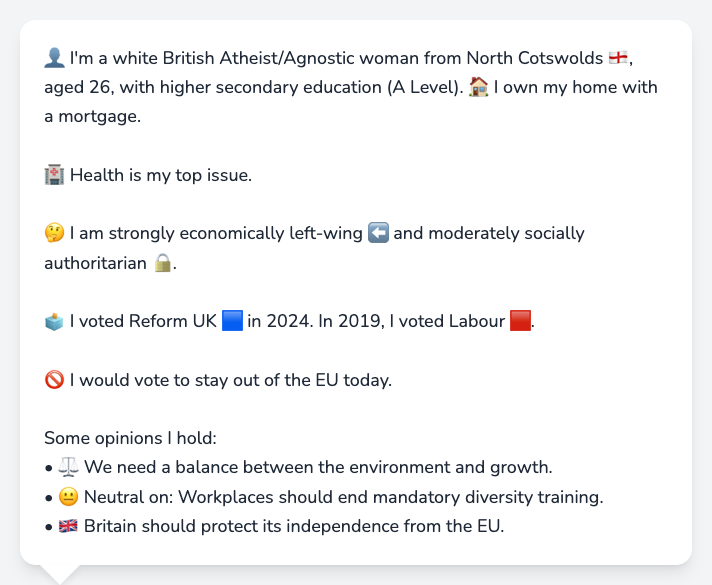 👤 I'm a white British Atheist/Agnostic woman from North Cotswolds 🏴󠁧󠁢󠁥󠁮󠁧󠁿,
aged 26, with higher secondary education (A Level). 🏠 I own my home with
a mortgage.
🏥 Health is my top issue.
🤔 I am strongly economically left-wing ⬅️ and moderately socially
authoritarian 🔒.
🗳️ I voted Reform UK 🟦 in 2024. In 2019, I voted Labour 🟥.
🚫 I would vote to stay out of the EU today.
Some opinions I hold:
• ⚖️ We need a balance between the environment and growth.
• 😐 Neutral on: Workplaces should end mandatory diversity training.
• 🇬🇧 Britain should protect its independence from the EU.